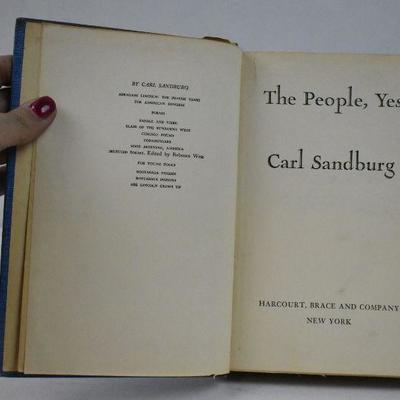 BY CARL SANDBURG
ABRAHAM LINCOLN: THE PRAIRIE YEARS
THE AMERICAN SONGBAG
POEMS
SMOKE AND STEEL
SLABS OF THE SUNBURNT WEST
CHICAGO POEMS
CORNHUSKERS
GOOD MORNING, AMERICA
SELECTED POEMS. Edited by Rebecca West
FOR YOUNG FOLKS
ROOTABAGA STORIES
ROOTABAGA PIGEONS
ABE LINCOLN GROWS UP
The People, Yes
Carl Sandburg
HARCOURT, BRACE AND COMPANY
NEW YORK